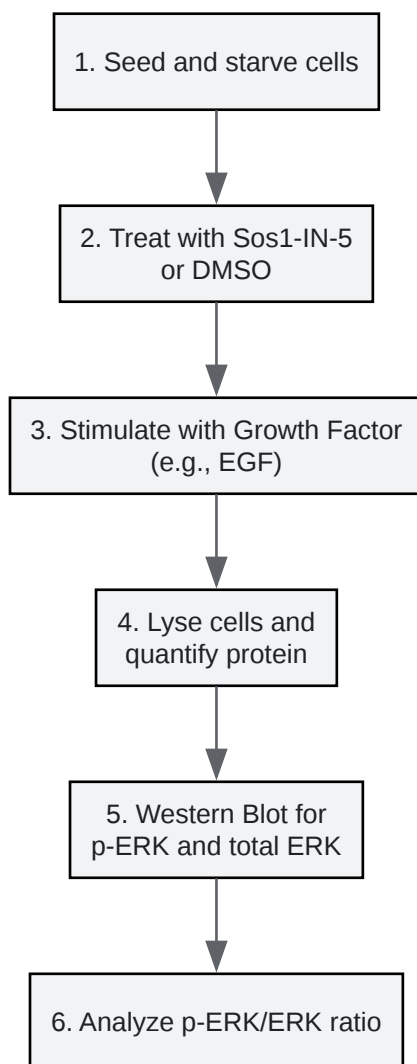 1. Seed and starve cells
2. Treat with Sos1-IN-5
or DMSO
3. Stimulate with Growth Factor
(e.g., EGF)
4. Lyse cells and
quantify protein
5. Western Blot for
p-ERK and total ERK
6. Analyze p-ERK/ERK ratio